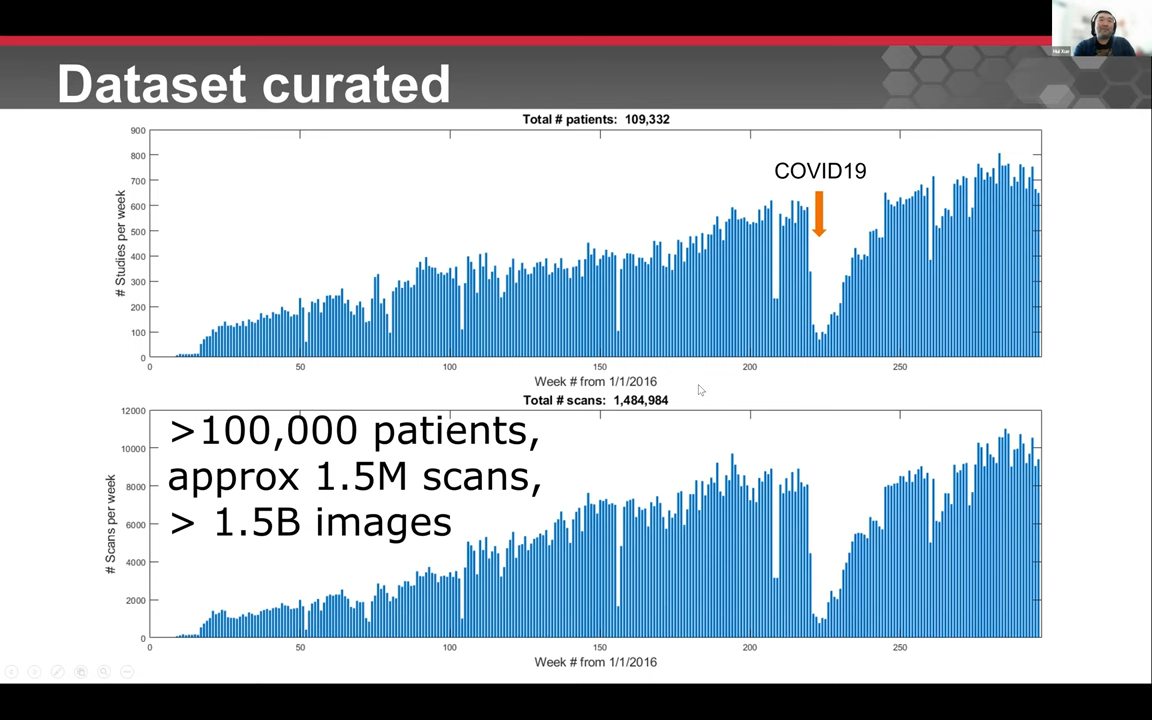 Hui Xue
Dataset curated
Total # patients: 109,332
900
800
700
600
500
400
300
200
100
0
# Studies per week
COVID19
0 50 100 150 200 250
Week # from 1/1/2016
Total # scans: 1,484,984
12000
10000
8000
6000
4000
2000
0
# Scans per week
>100,000 patients,
approx 1.5M scans,
> 1.5B images
0 50 100 150 200 250
Week # from 1/1/2016